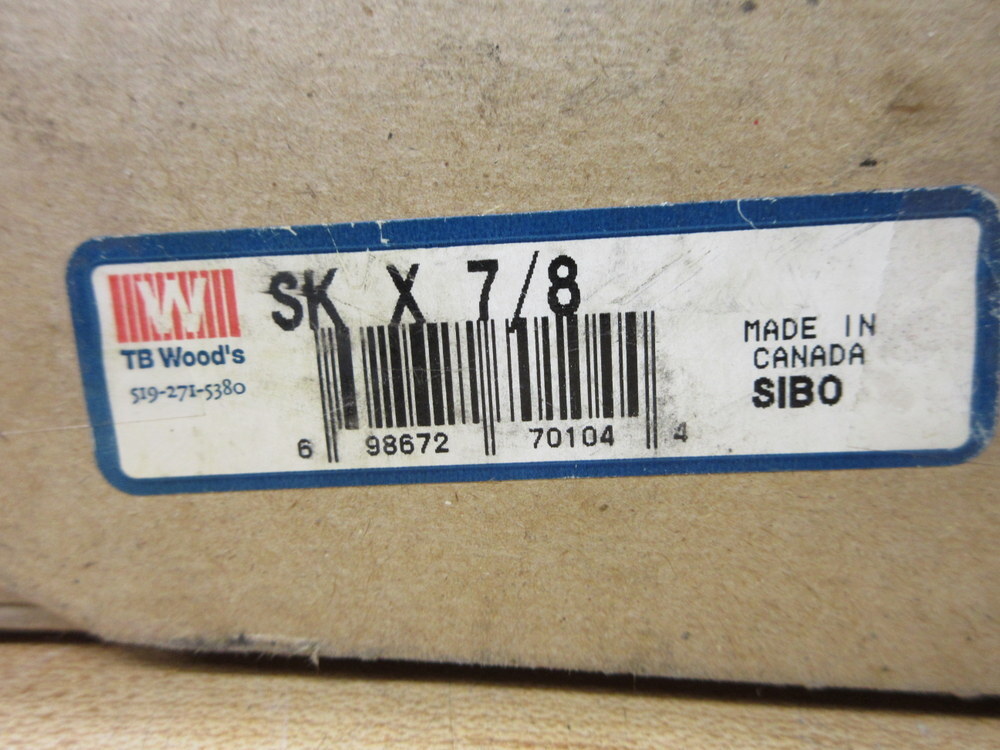 SK X 7/8
W
TB Wood's
519-271-5380
6 98672 70104 4
MADE IN
CANADA
SIBO